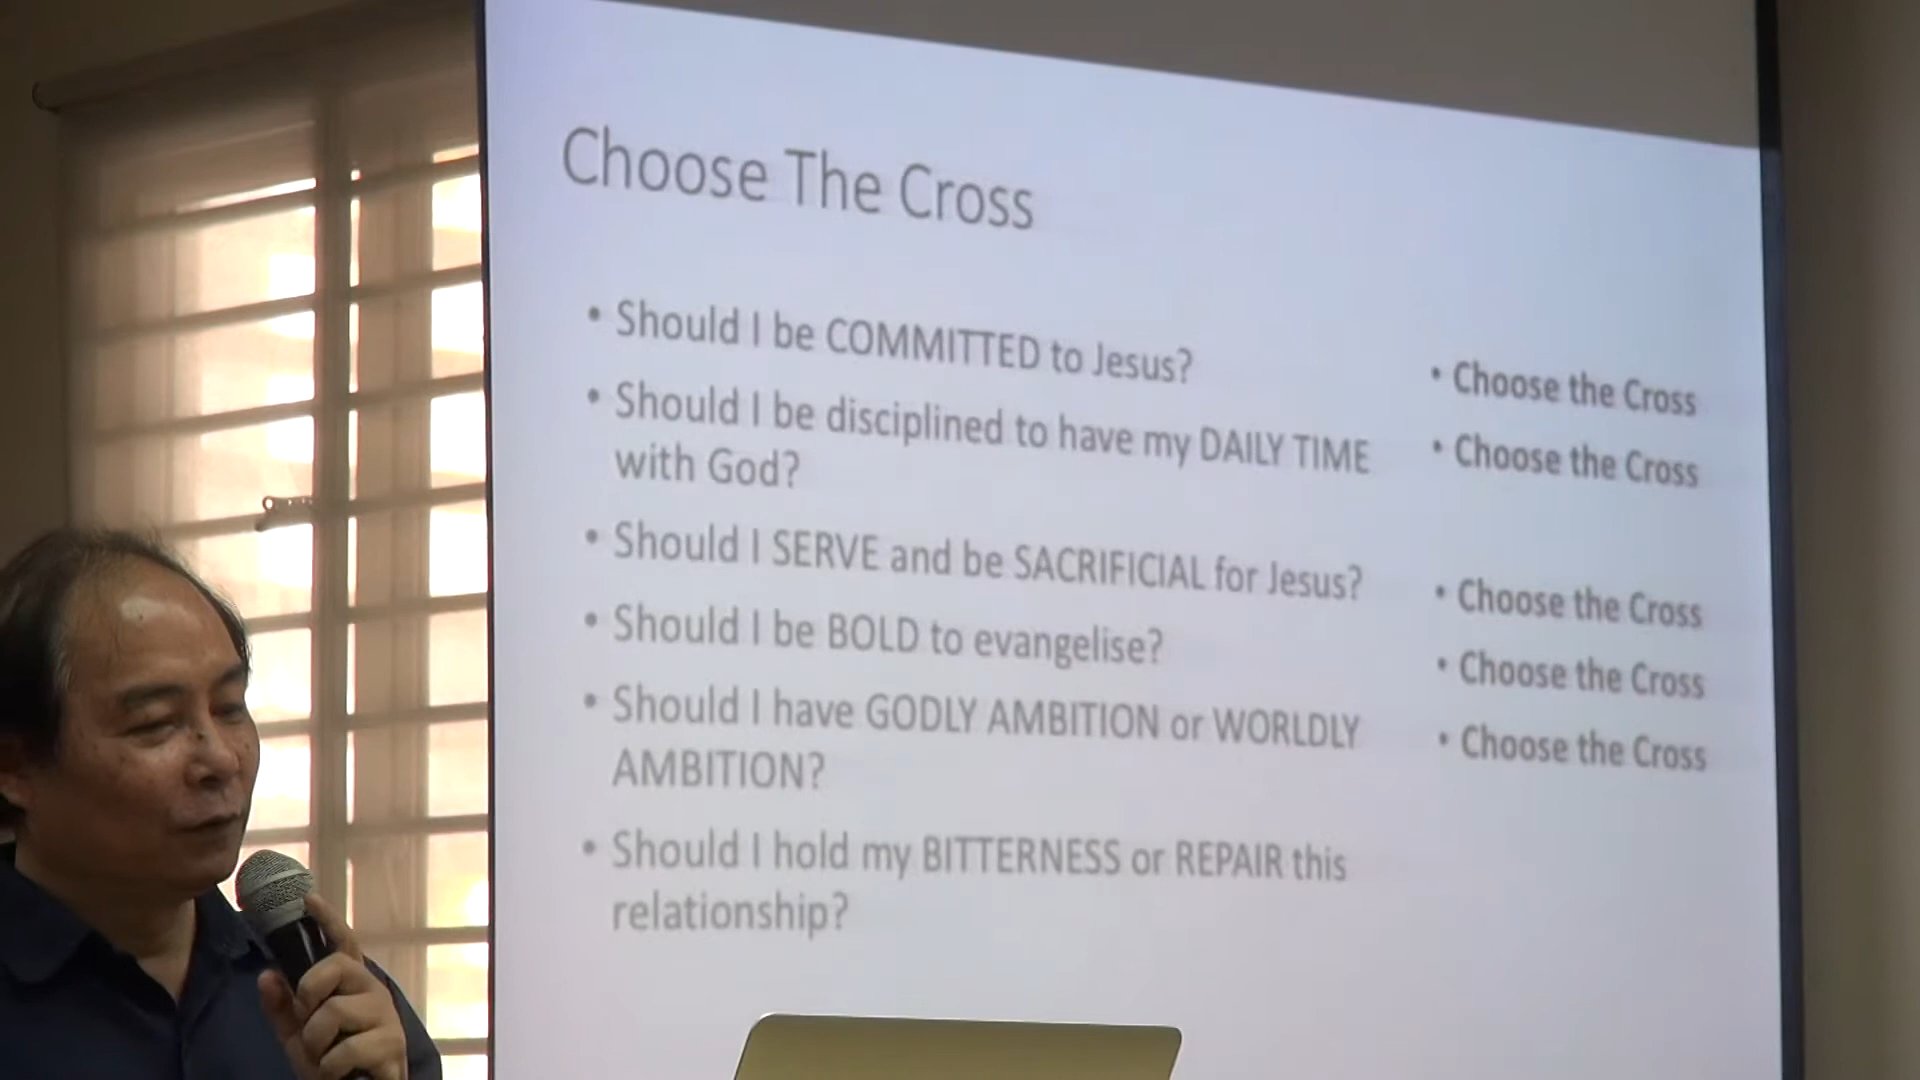 Choose The Cross
• Should I be COMMITTED to Jesus?
• Should I be disciplined to have my DAILY TIME
with God?
• Should I SERVE and be SACRIFICIAL for Jesus?
• Should I be BOLD to evangelise?
• Should I have GODLY AMBITION or WORLDLY
AMBITION?
• Should I hold my BITTERNESS or REPAIR this
relationship?
• Choose the Cross
• Choose the Cross
• Choose the Cross
• Choose the Cross
• Choose the Cross